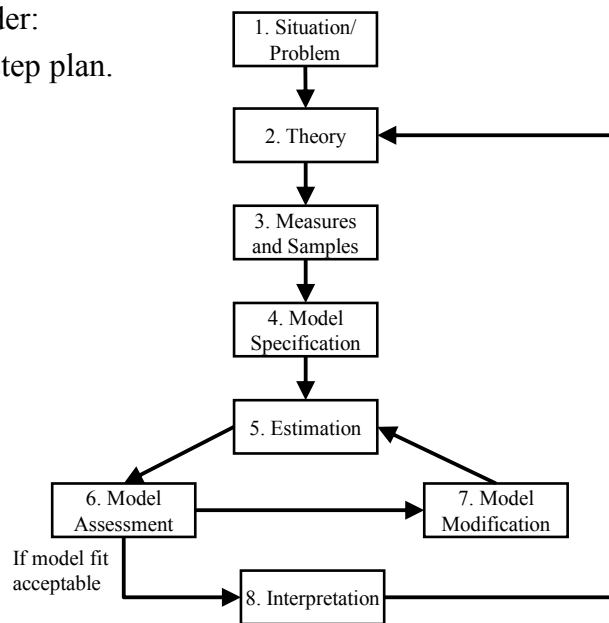 der:
tep plan.
1. Situation/
Problem
2. Theory
3. Measures
and Samples
4. Model
Specification
5. Estimation
6. Model
Assessment
7. Model
Modification
If model fit
acceptable
8. Interpretation